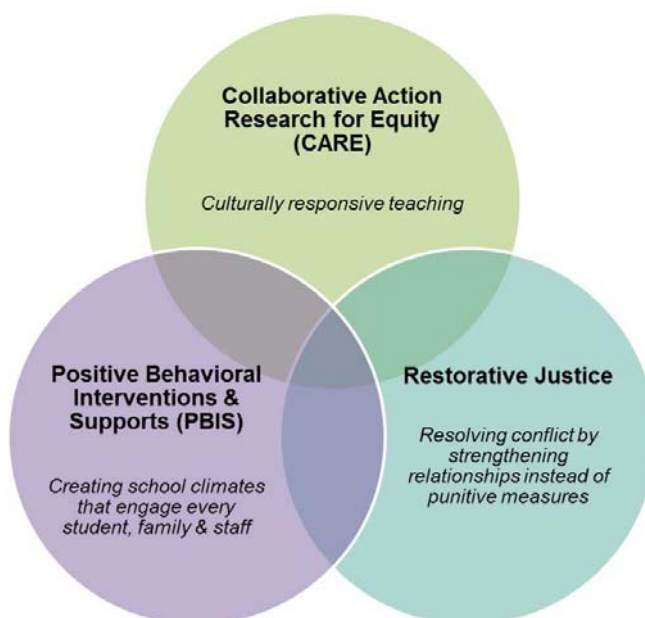 Collaborative Action
Research for Equity
(CARE)
Culturally responsive teaching
Positive Behavioral
Interventions &
Supports (PBIS)
Creating school climates
that engage every
student, family & staff
Restorative Justice
Resolving conflict by
strengthening
relationships instead of
punitive measures